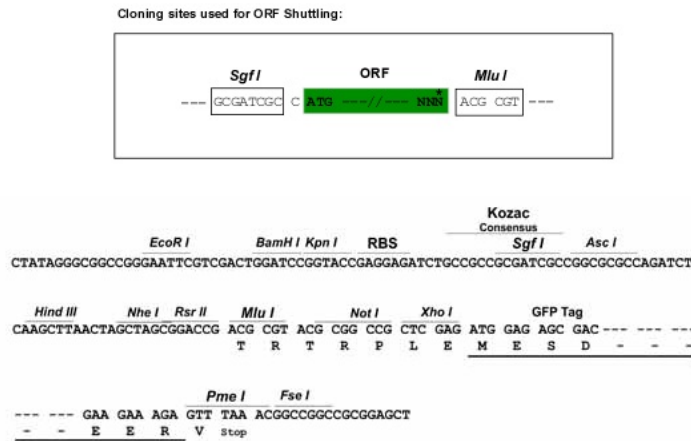 Cloning sites used for ORF Shuttling:
Sgf I ORF Mlu I
--- GCGATCGC C ATG ---//--- NNN* ACG CGT ---
Kozac
Consensus
EcoR I BamH I Kpn I RBS Sgf I Asc I
CTATAGGGCGGCCGGGAATTCGTCGACTGGATCCGGTACCGAGGAGATCTGCCGCCGCGATCGCCGGCGCGCCAGATCT
Hind III Nhe I Rsr II Mlu I Not I Xho I GFP Tag
CAAGCTTAACTAGCTAGCGGACCG ACG CGT ACG CGG CCG CTC GAG ATG GAG AGC GAC --- ---
T R T R P L E M E S D - - -
Pme I Fse I
--- --- GAA GAA AGA GTT TAA ACGGCCGGCCGCGGAGCT
- - E E R V Stop